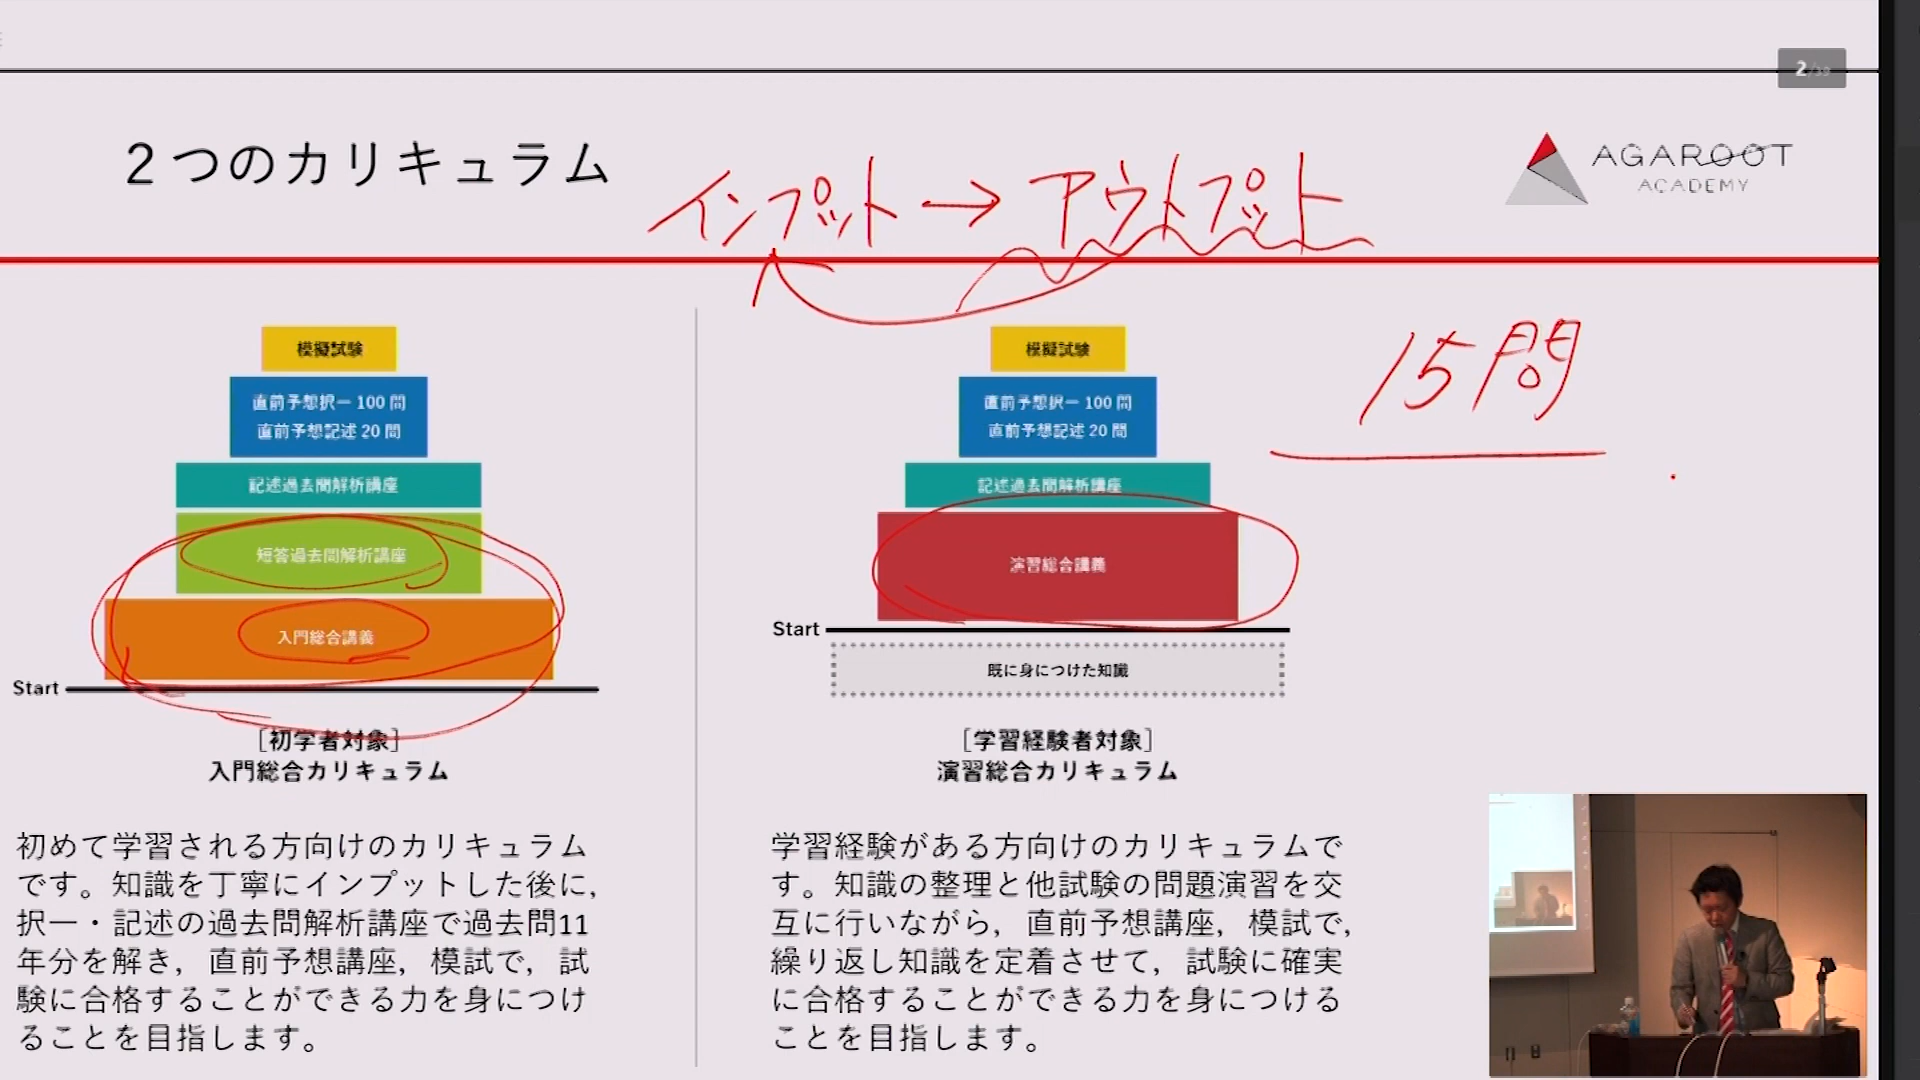 2/39
2つのカリキュラム
インプット→アウトプット
AGAROOT
ACADEMY
15問
模擬試験
直前予想択一 100 問
直前予想記述 20 問
記述過去問解析講座
短答過去問解析講座
入門総合講義
Start
[初学者対象]
入門総合カリキュラム
初めて学習される方向けのカリキュラム
です。知識を丁寧にインプットした後に,
択一・記述の過去問解析講座で過去問11
年分を解き, 直前予想講座, 模試で, 試
験に合格することができる力を身につけ
ることを目指します。
模擬試験
直前予想択一 100 問
直前予想記述 20 問
記述過去問解析講座
演習総合講義
Start
既に身につけた知識
[学習経験者対象]
演習総合カリキュラム
学習経験がある方向けのカリキュラムで
す。知識の整理と他試験の問題演習を交
互に行いながら, 直前予想講座, 模試で,
繰り返し知識を定着させて, 試験に確実
に合格することができる力を身につける
ことを目指します。